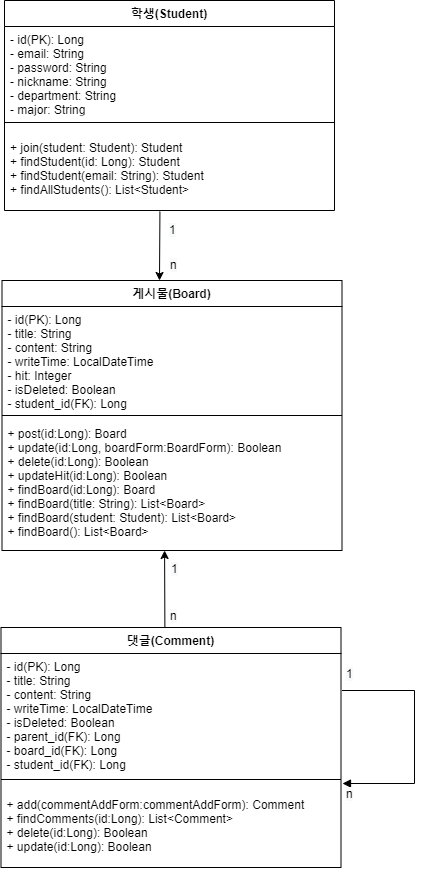 학생(Student)
- id(PK): Long
- email: String
- password: String
- nickname: String
- department: String
- major: String
+ join(student: Student): Student
+ findStudent(id: Long): Student
+ findStudent(email: String): Student
+ findAllStudents(): List<Student>
1
n
게시물(Board)
- id(PK): Long
- title: String
- content: String
- writeTime: LocalDateTime
- hit: Integer
- isDeleted: Boolean
- student_id(FK): Long
+ post(id:Long): Board
+ update(id:Long, boardForm:BoardForm): Boolean
+ delete(id:Long): Boolean
+ updateHit(id:Long): Boolean
+ findBoard(id:Long): Board
+ findBoard(title: String): List<Board>
+ findBoard(student: Student): List<Board>
+ findBoard(): List<Board>
1
n
댓글(Comment)
- id(PK): Long
- title: String
- content: String
- writeTime: LocalDateTime
- isDeleted: Boolean
- parent_id(FK): Long
- board_id(FK): Long
- student_id(FK): Long
+ add(commentAddForm:commentAddForm): Comment
+ findComments(id:Long): List<Comment>
+ delete(id:Long): Boolean
+ update(id:Long): Boolean
1
n